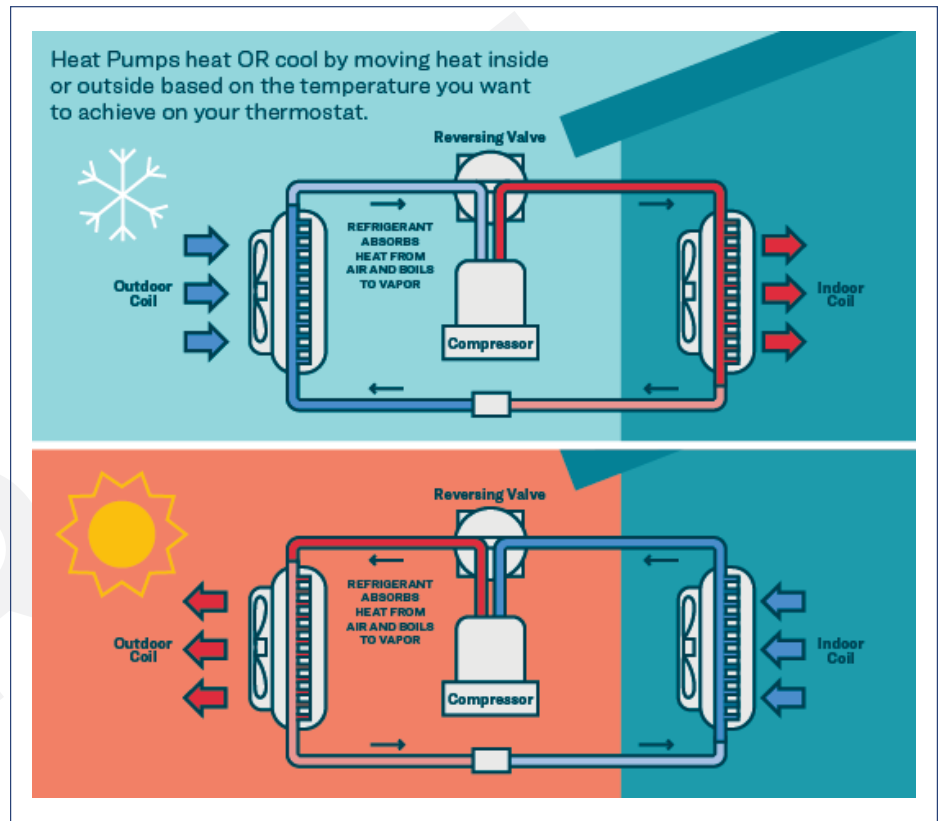 Heat Pumps heat OR cool by moving heat inside
or outside based on the temperature you want
to achieve on your thermostat.
Reversing Valve
REFRIGERANT
ABSORBS
HEAT FROM
AIR AND BOILS
TO VAPOR
Outdoor
Coil
Indoor
Coil
Compressor
Reversing Valve
REFRIGERANT
ABSORBS
HEAT FROM
AIR AND BOILS
TO VAPOR
Outdoor
Coil
Indoor
Coil
Compressor